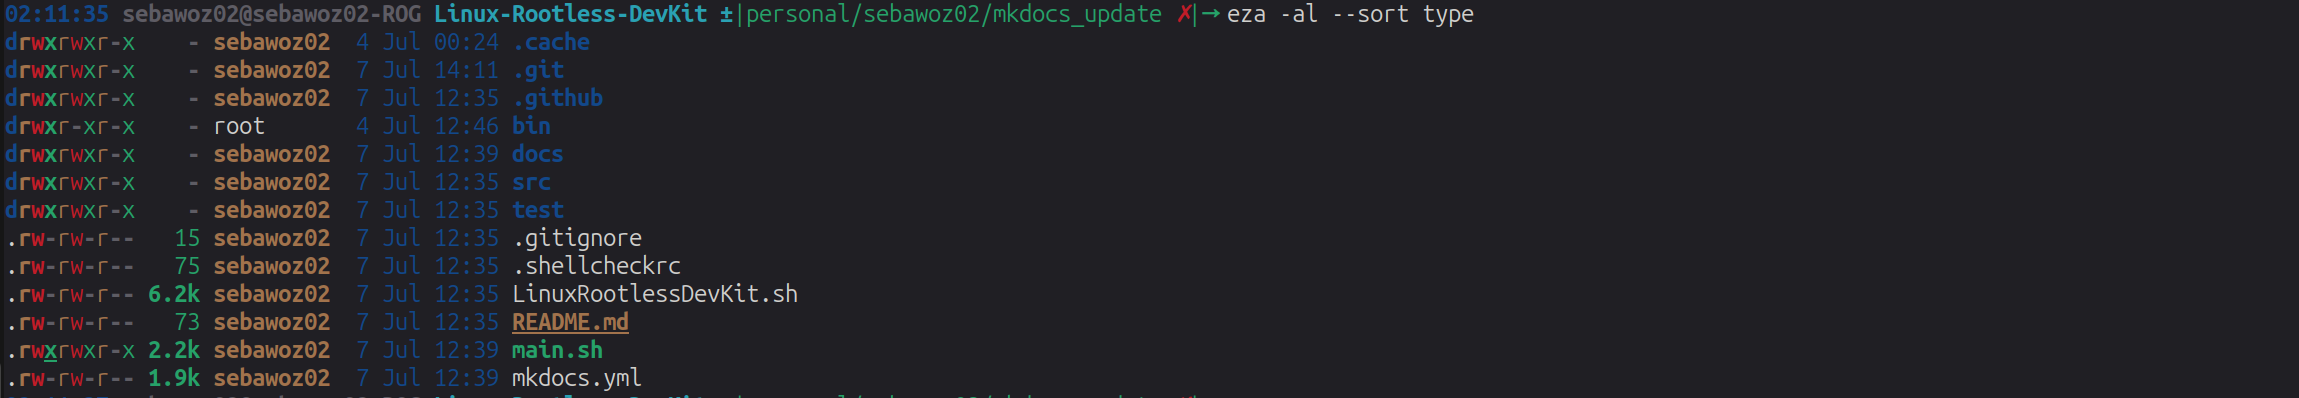 02:11:35 sebawoz02@sebawoz02-ROG Linux-Rootless-DevKit ±|personal/sebawoz02/mkdocs_update ✗|→ eza -al --sort type
drwxrwxr-x    - sebawoz02  4 Jul 00:24 .cache
drwxrwxr-x    - sebawoz02  7 Jul 14:11 .git
drwxrwxr-x    - sebawoz02  7 Jul 12:35 .github
drwxr-xr-x    - root       4 Jul 12:46 bin
drwxrwxr-x    - sebawoz02  7 Jul 12:39 docs
drwxrwxr-x    - sebawoz02  7 Jul 12:35 src
drwxrwxr-x    - sebawoz02  7 Jul 12:35 test
.rw-rw-r--   15 sebawoz02  7 Jul 12:35 .gitignore
.rw-rw-r--   75 sebawoz02  7 Jul 12:35 .shellcheckrc
.rw-rw-r-- 6.2k sebawoz02  7 Jul 12:35 LinuxRootlessDevKit.sh
.rw-rw-r--   73 sebawoz02  7 Jul 12:35 README.md
.rwxrwxr-x 2.2k sebawoz02  7 Jul 12:39 main.sh
.rw-rw-r-- 1.9k sebawoz02  7 Jul 12:39 mkdocs.yml